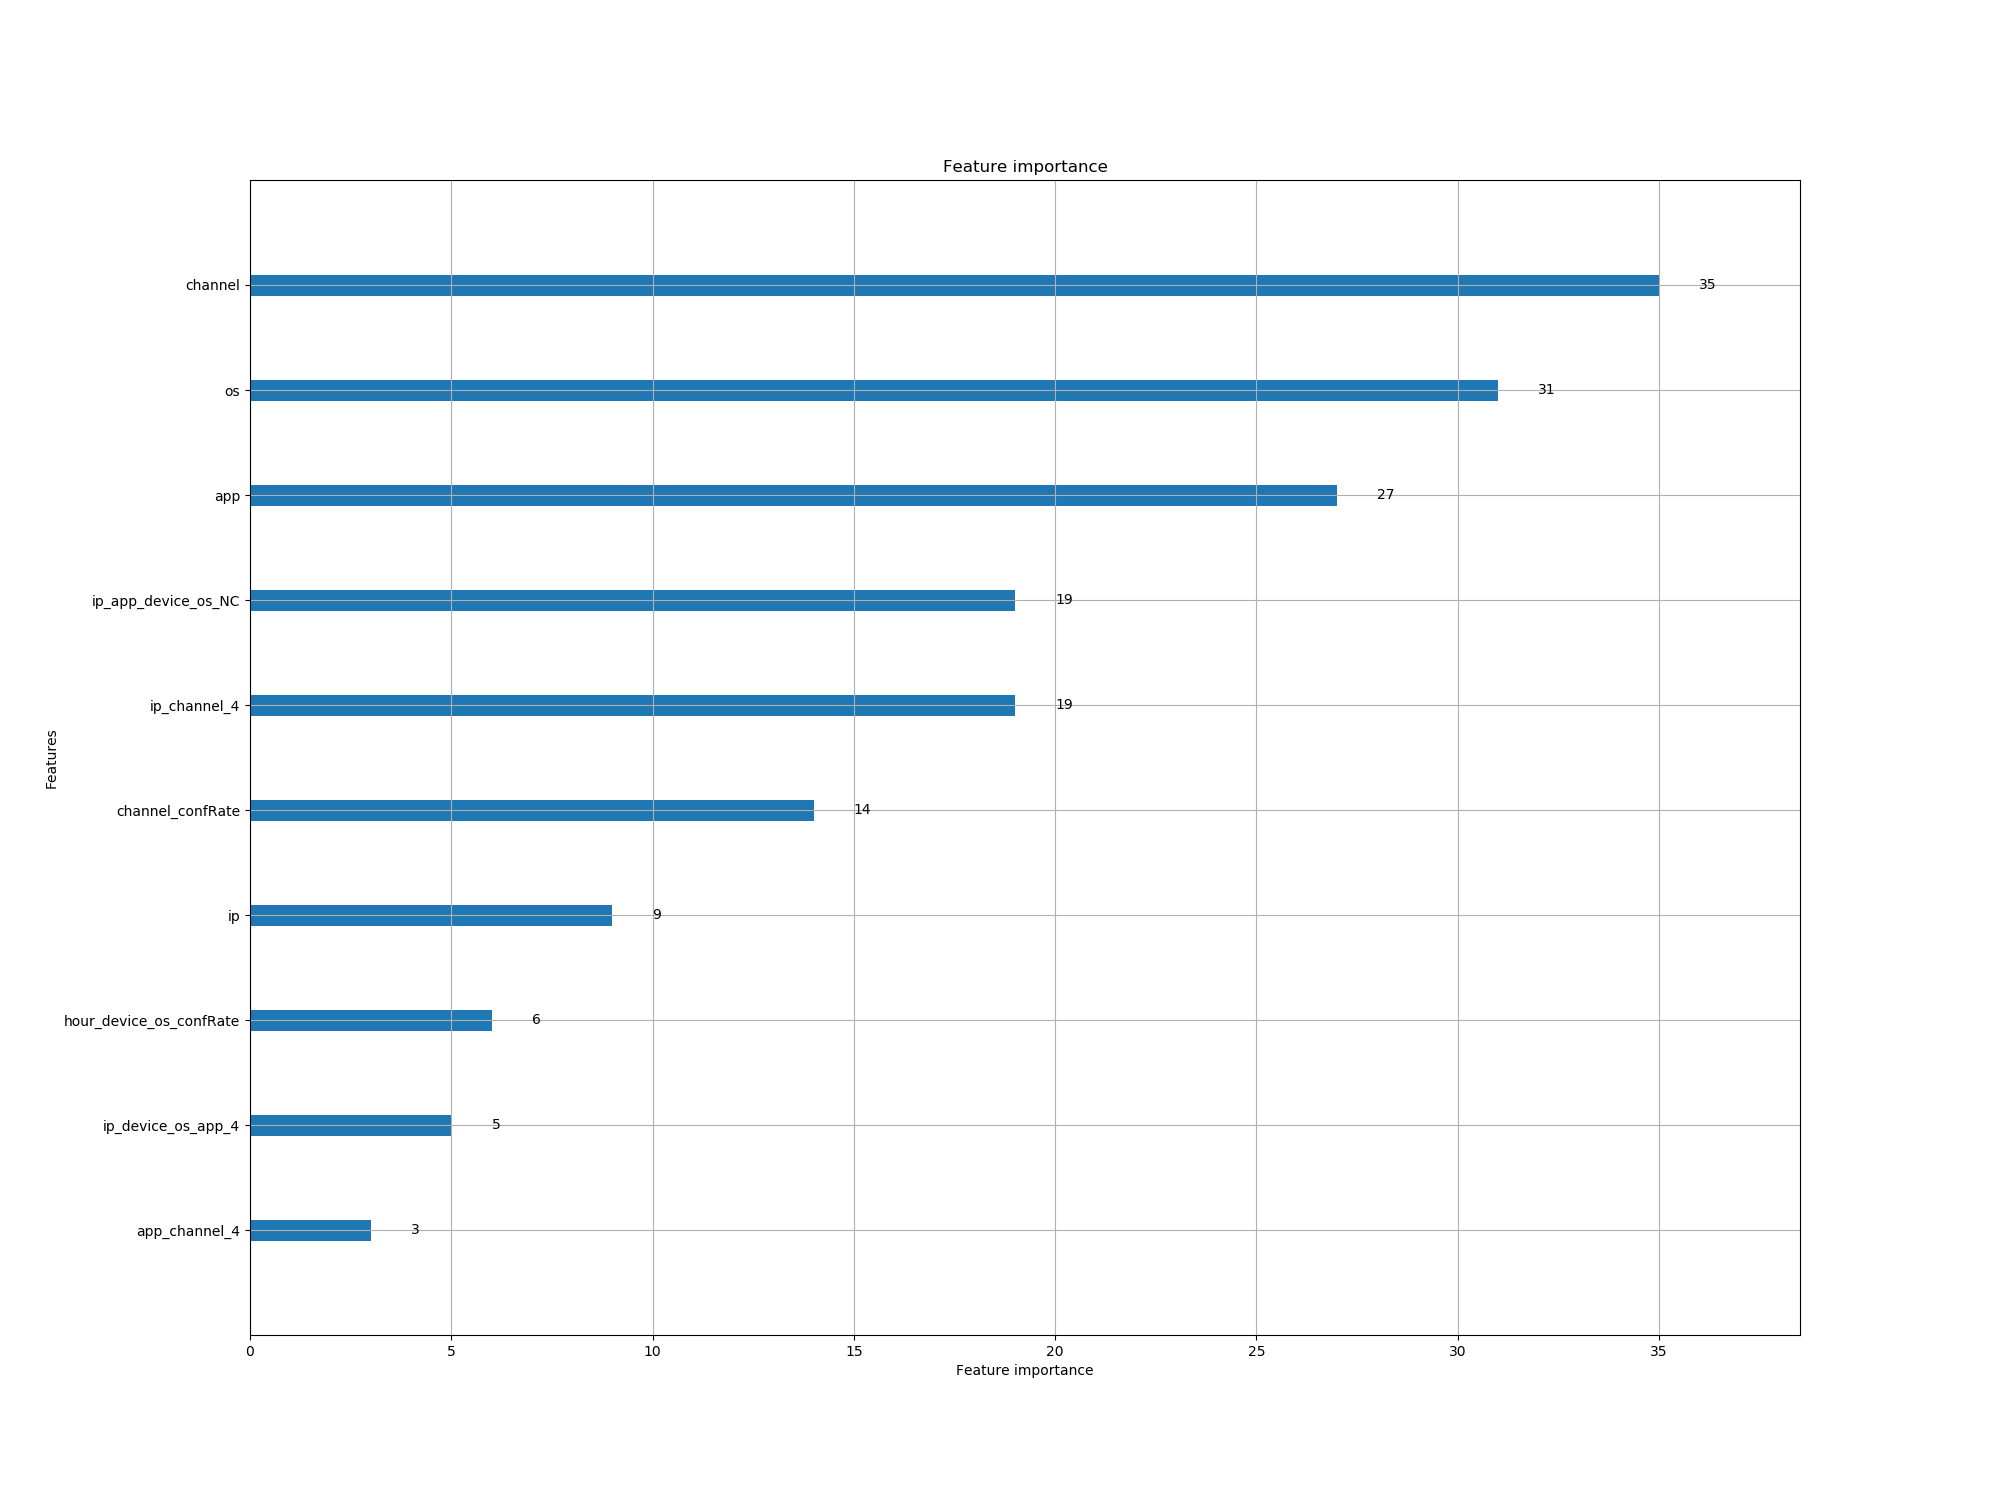 Feature importance
channel 35
os 31
app 27
ip_app_device_os_NC 19
ip_channel_4 19
channel_confRate 14
ip 9
hour_device_os_confRate 6
ip_device_os_app_4 5
app_channel_4 3
Features
0 5 10 15 20 25 30 35
Feature importance